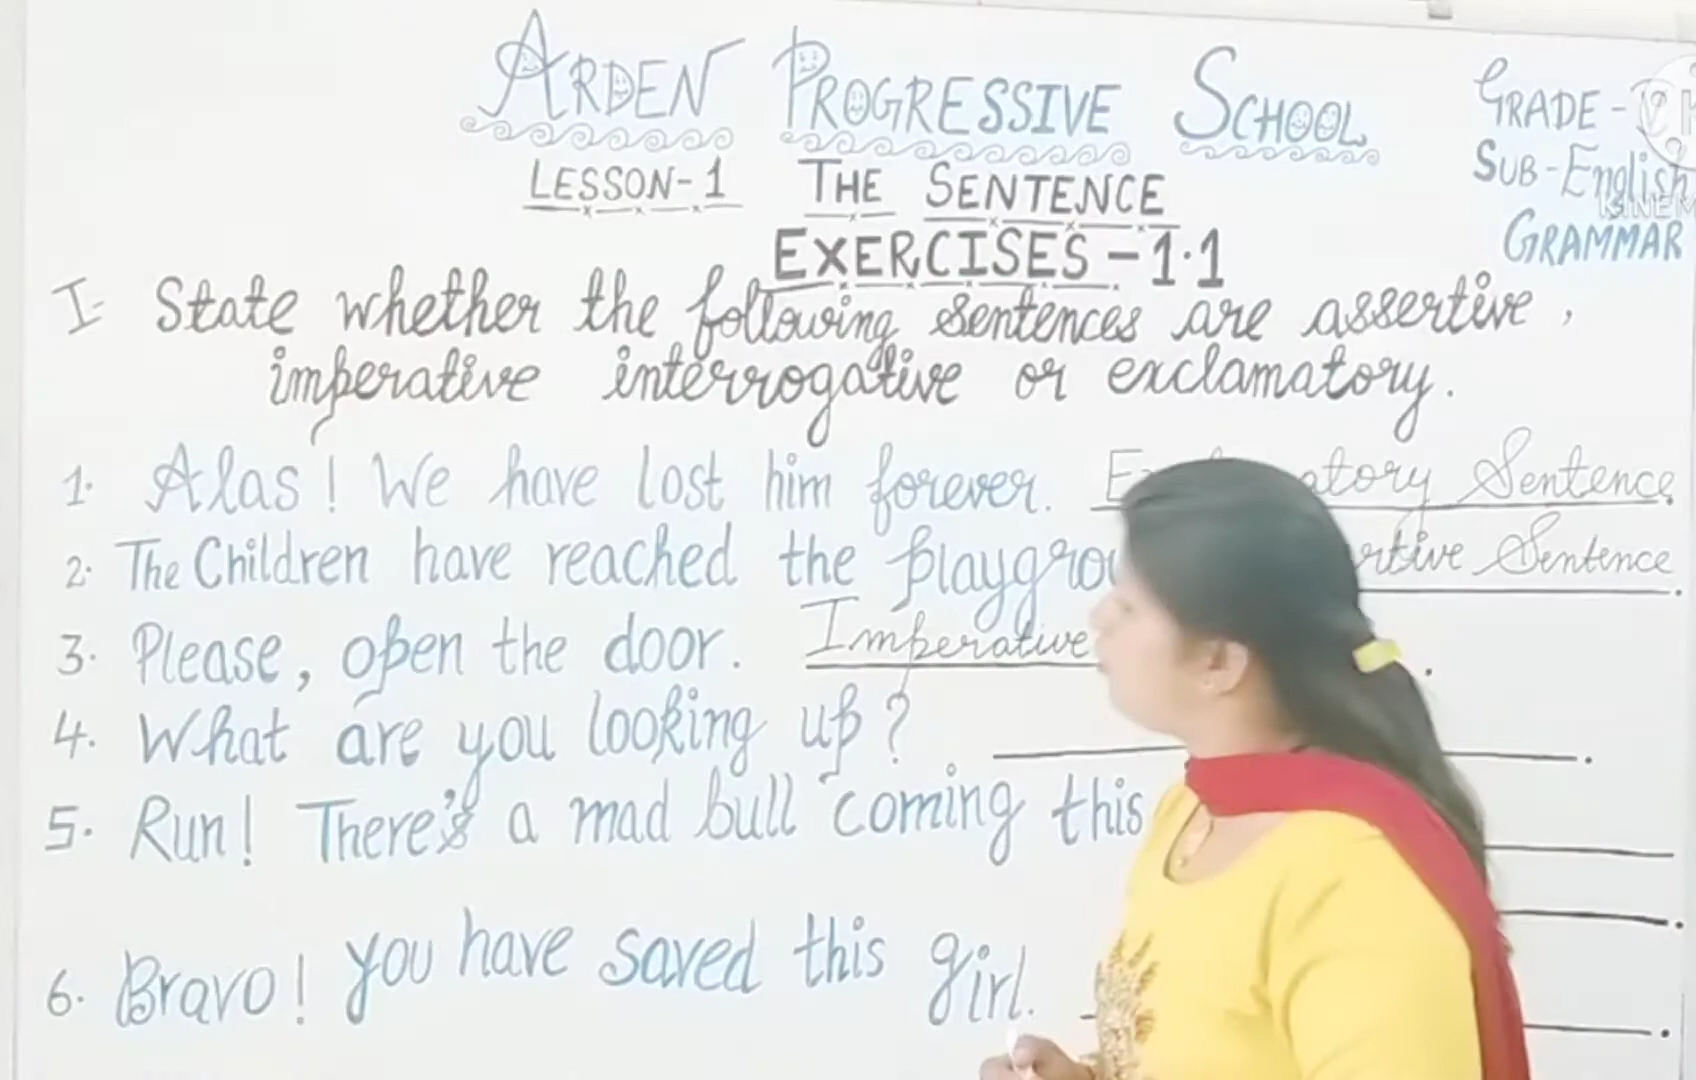 ARDEN PROGRESSIVE SCHOOL
GRADE -
SUB - English
GRAMMAR
LESSON - 1 THE SENTENCE
EXERCISES - 1.1
I- State whether the following sentences are assertive,
imperative interrogative or exclamatory.
1. Alas! We have lost him forever. Sentence.
2. The Children have reached the Sentence.
3. Please, open the door. Imperative
4. What are you looking up?
5. Run! There's a mad bull coming this
6. Bravo! you have saved this girl.